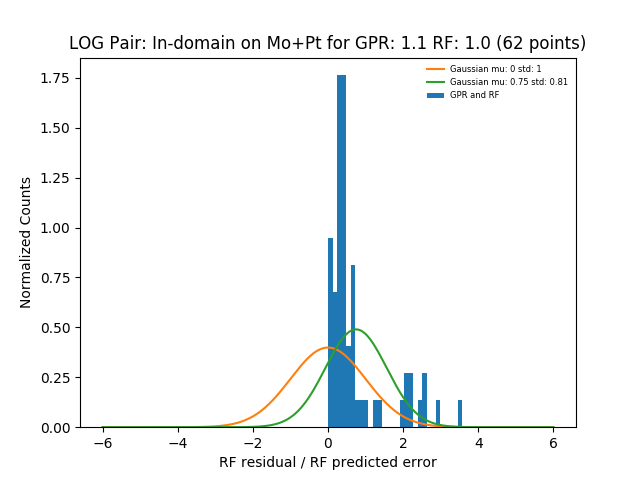 LOG Pair: In-domain on Mo+Pt for GPR: 1.1 RF: 1.0 (62 points)
Gaussian mu: 0 std: 1
Gaussian mu: 0.75 std: 0.81
GPR and RF
Normalized Counts
1.75
1.50
1.25
1.00
0.75
0.50
0.25
0.00
−6 −4 −2 0 2 4 6
RF residual / RF predicted error